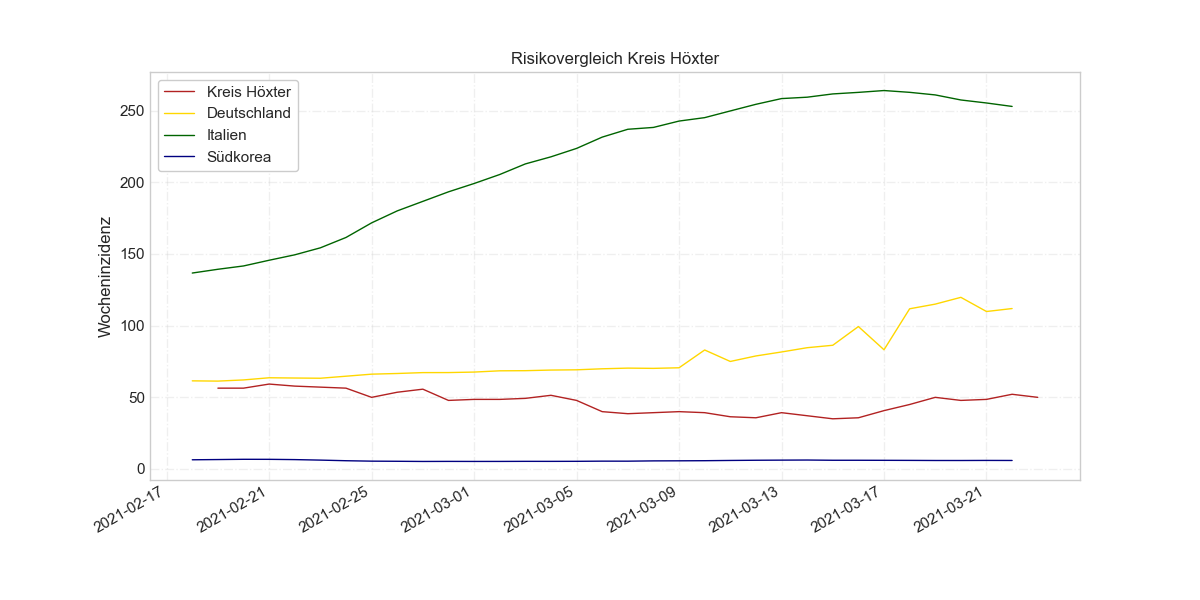 Risikovergleich Kreis Höxter
Kreis Höxter
Deutschland
Italien
Südkorea
Wocheninzidenz
250
200
150
100
50
0
2021-02-17
2021-02-21
2021-02-25
2021-03-01
2021-03-05
2021-03-09
2021-03-13
2021-03-17
2021-03-21